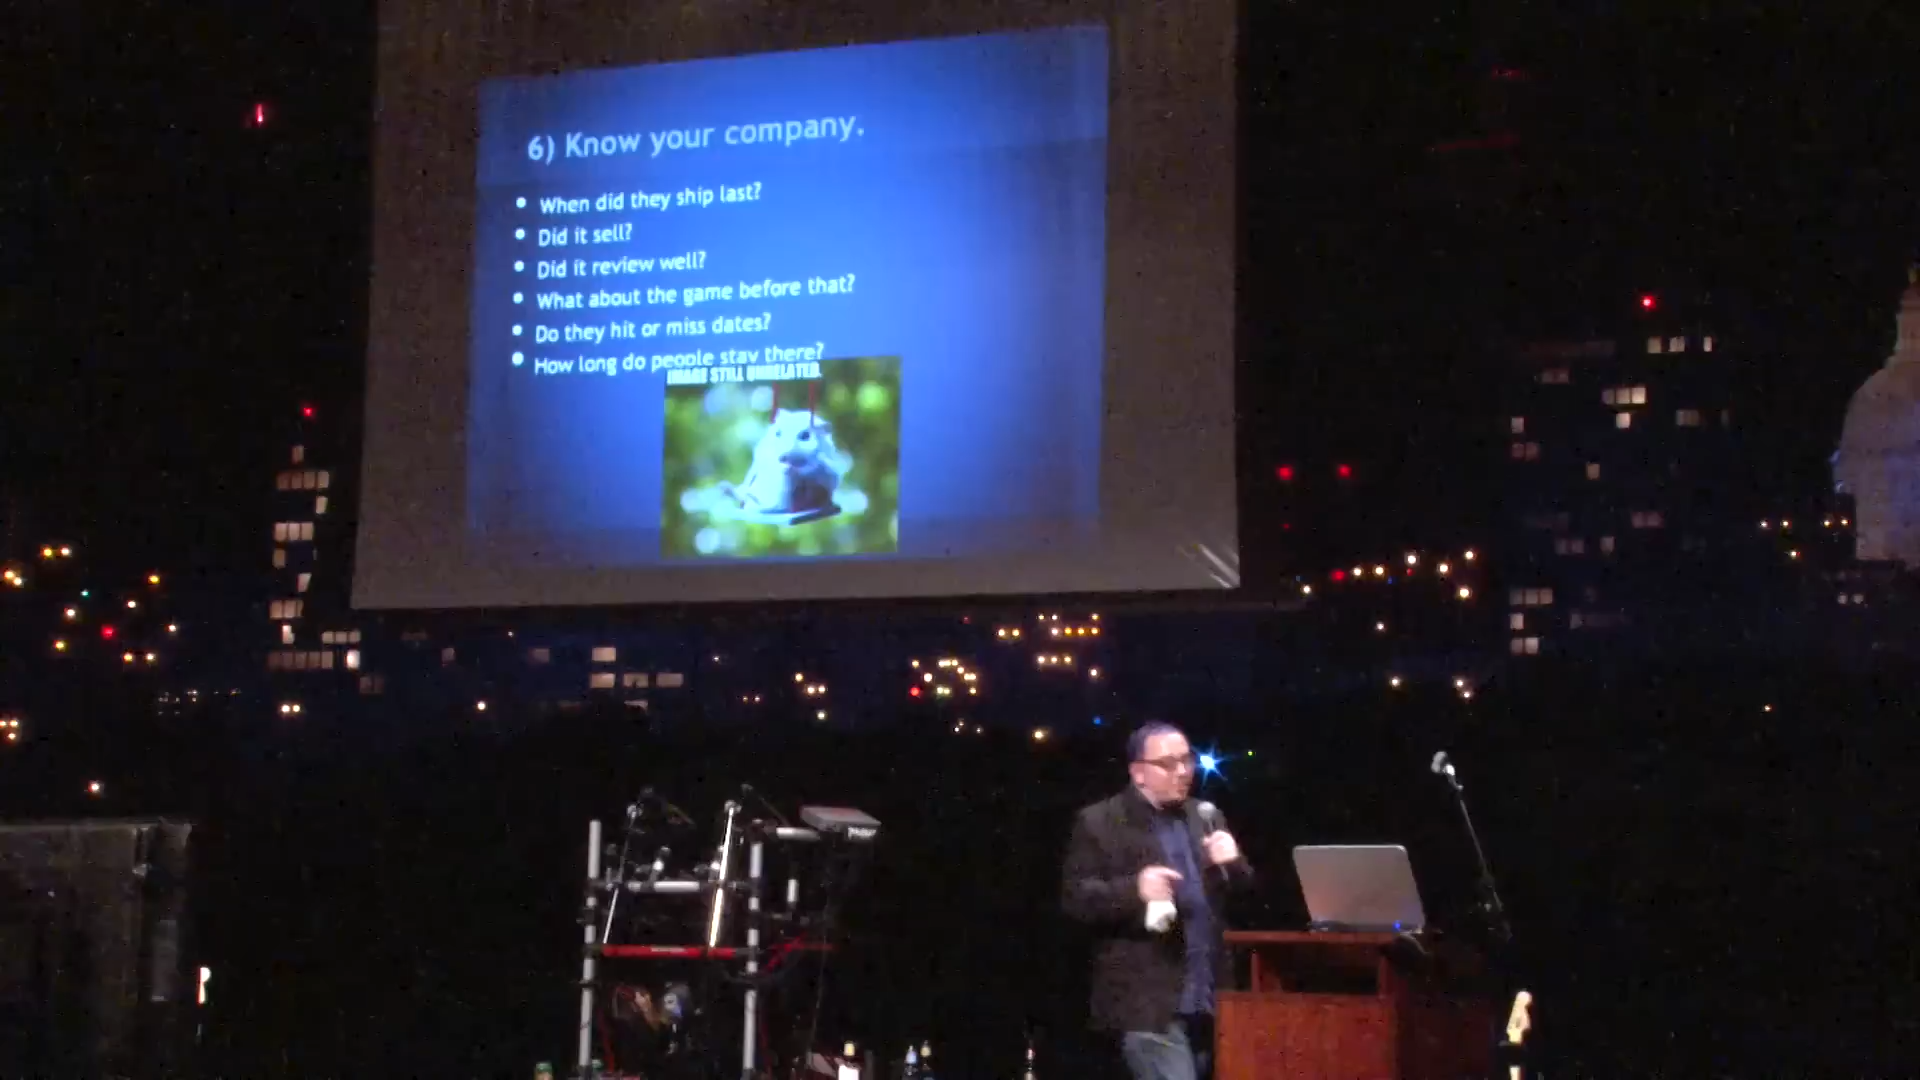 6) Know your company.
• When did they ship last?
• Did it sell?
• Did it review well?
• What about the game before that?
• Do they hit or miss dates?
• How long do people stay there?
IMAGE STILL UNRELATED.